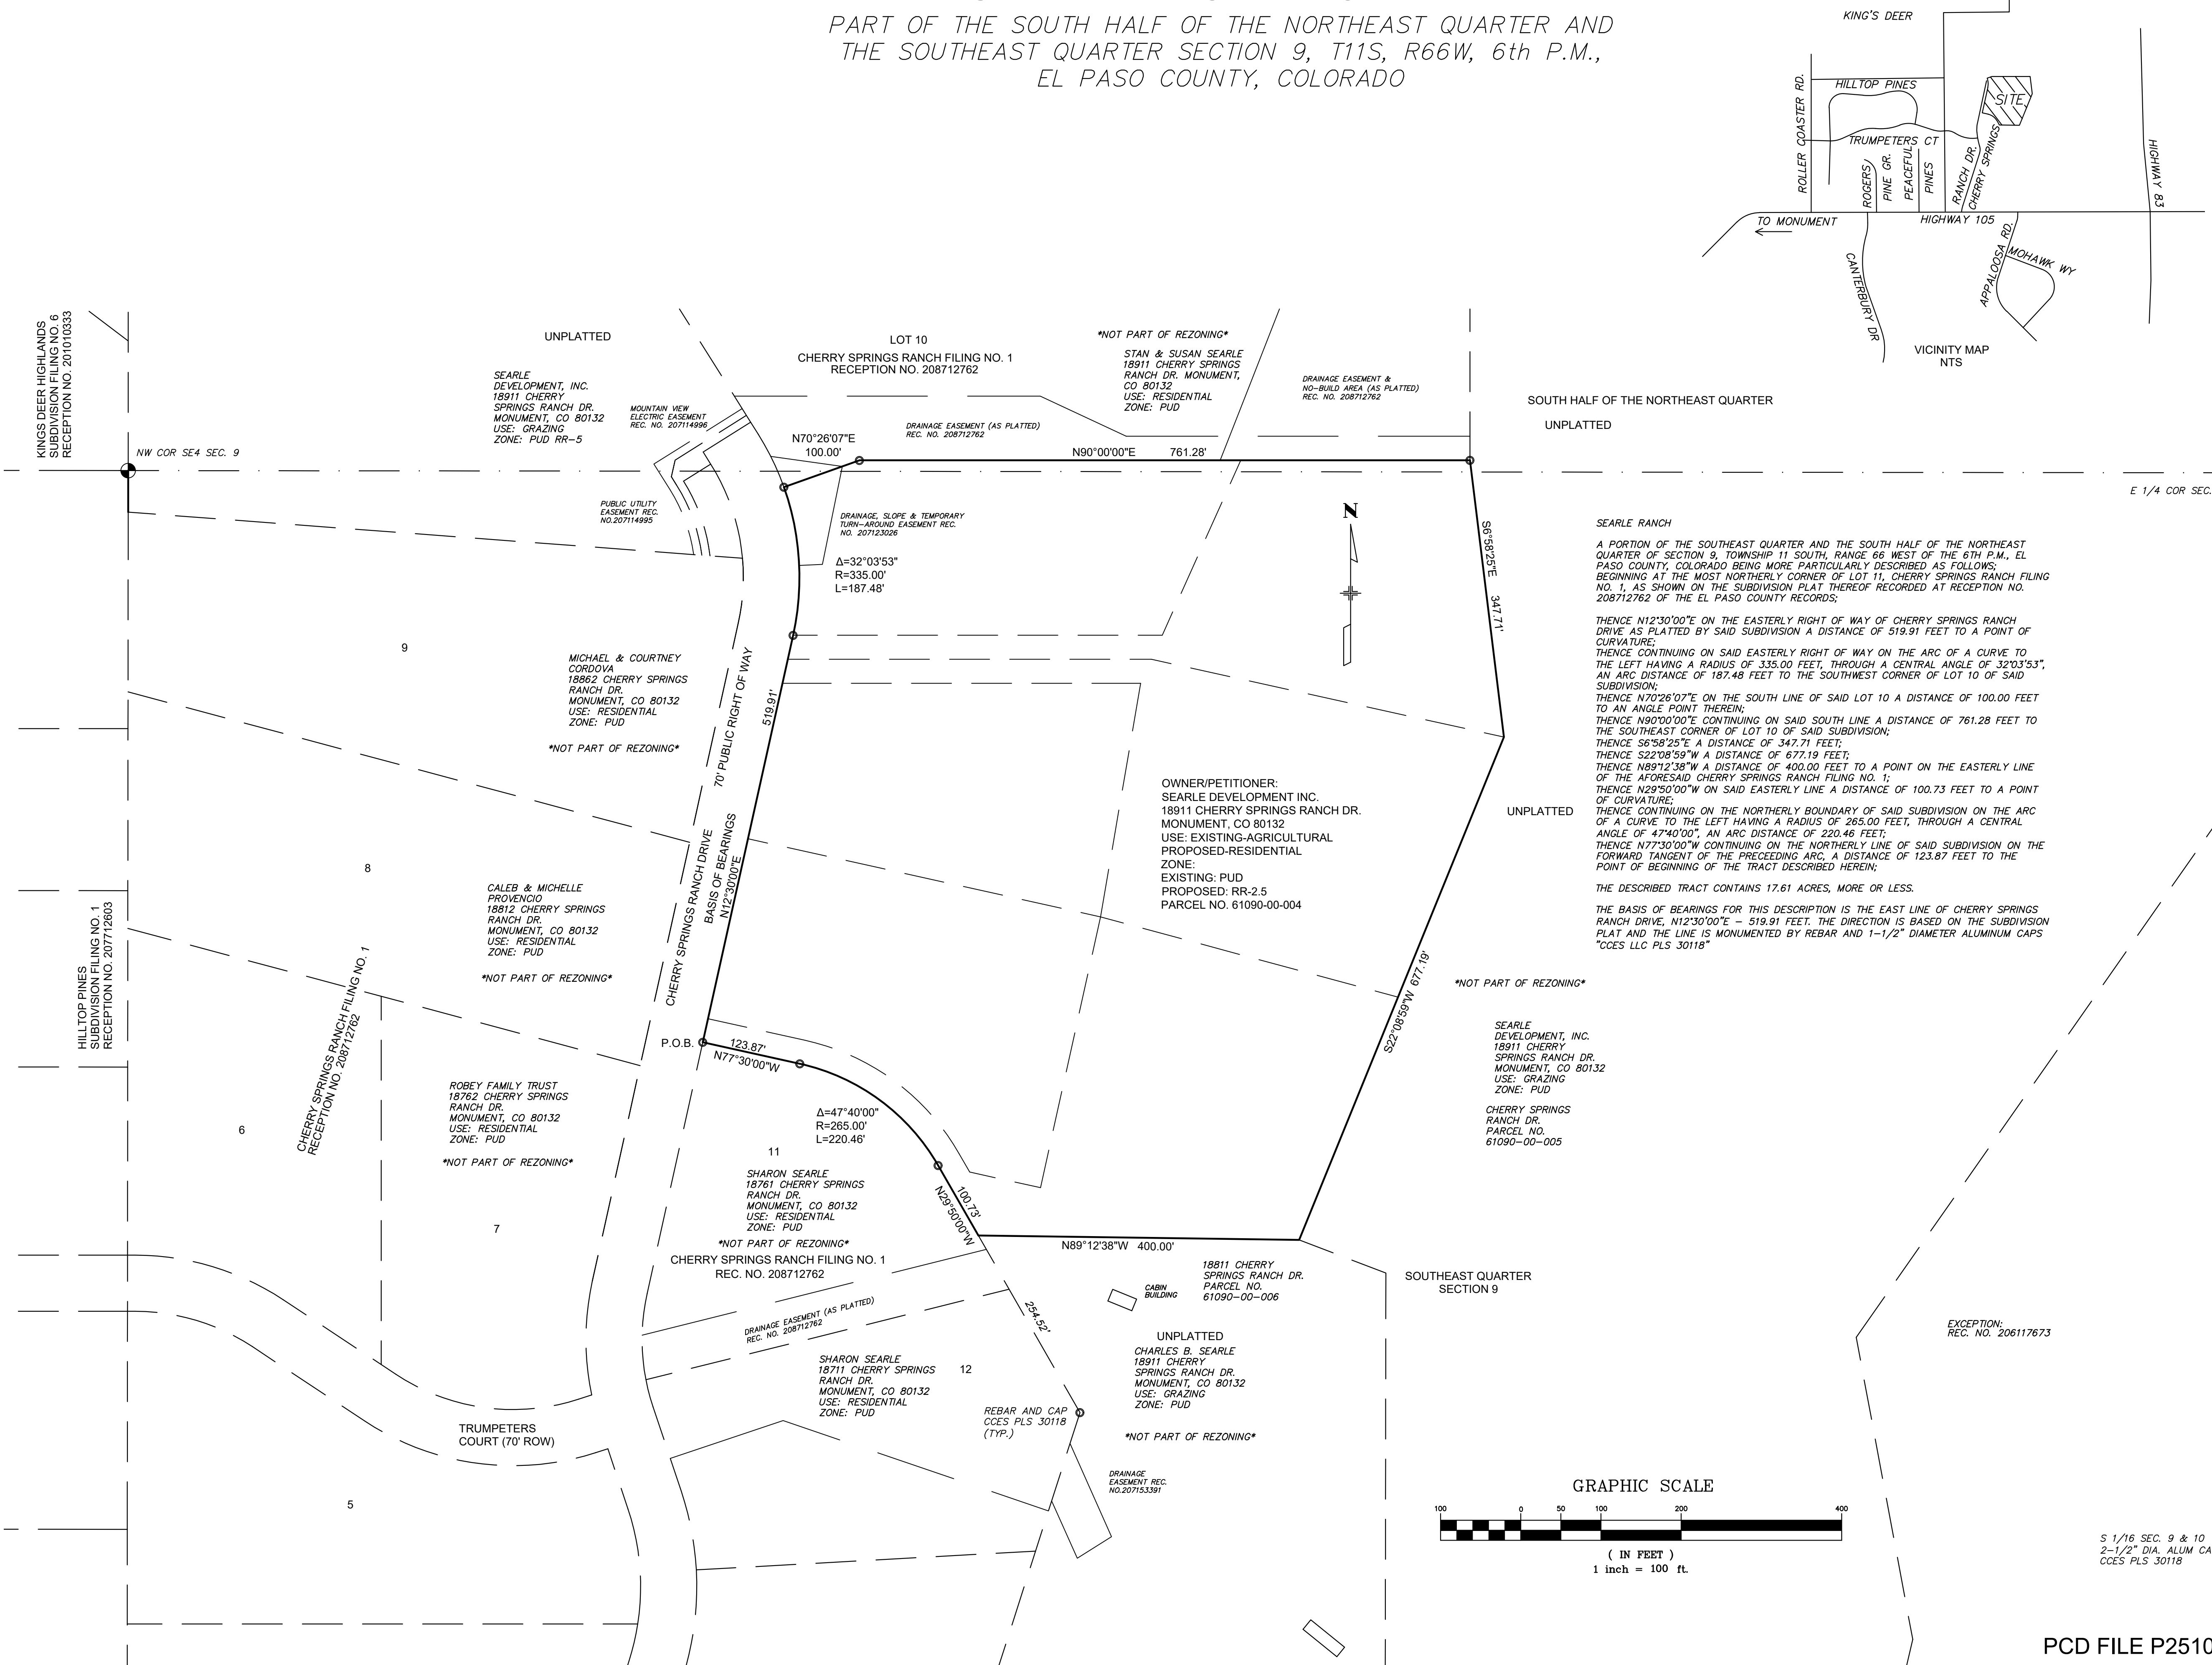 PART OF THE SOUTH HALF OF THE NORTHEAST QUARTER AND
THE SOUTHEAST QUARTER SECTION 9, T11S, R66W, 6th P.M.,
EL PASO COUNTY, COLORADO
KING'S DEER
HILLTOP PINES
SITE
ROLLER COASTER RD.
TRUMPETERS CT
ROGERS
PINE GR.
PEACEFUL
PINES
RANCH DR.
CHERRY SPRINGS
HIGHWAY 83
TO MONUMENT
HIGHWAY 105
CANTERBURY DR
APPALOOSA RD.
MOHAWK WY
VICINITY MAP
NTS
KINGS DEER HIGHLANDS
SUBDIVISION FILING NO. 6
RECEPTION NO. 201010333
NW COR SE4 SEC. 9
UNPLATTED
SEARLE
DEVELOPMENT, INC.
18911 CHERRY
SPRINGS RANCH DR.
MONUMENT, CO 80132
USE: GRAZING
ZONE: PUD RR-5
MOUNTAIN VIEW
ELECTRIC EASEMENT
REC. NO. 207114996
PUBLIC UTILITY
EASEMENT REC.
NO.207114995
LOT 10
CHERRY SPRINGS RANCH FILING NO. 1
RECEPTION NO. 208712762
*NOT PART OF REZONING*
STAN & SUSAN SEARLE
18911 CHERRY SPRINGS
RANCH DR. MONUMENT,
CO 80132
USE: RESIDENTIAL
ZONE: PUD
DRAINAGE EASEMENT &
NO-BUILD AREA (AS PLATTED)
REC. NO. 208712762
DRAINAGE EASEMENT (AS PLATTED)
REC. NO. 208712762
SOUTH HALF OF THE NORTHEAST QUARTER
UNPLATTED
N70°26'07"E
100.00'
N90°00'00"E 761.28'
E 1/4 COR SEC.
DRAINAGE, SLOPE & TEMPORARY
TURN-AROUND EASEMENT REC.
NO. 207123026
Δ=32°03'53"
R=335.00'
L=187.48'
N
S6°58'25"E 347.71'
SEARLE RANCH
A PORTION OF THE SOUTHEAST QUARTER AND THE SOUTH HALF OF THE NORTHEAST
QUARTER OF SECTION 9, TOWNSHIP 11 SOUTH, RANGE 66 WEST OF THE 6TH P.M., EL
PASO COUNTY, COLORADO BEING MORE PARTICULARLY DESCRIBED AS FOLLOWS;
BEGINNING AT THE MOST NORTHERLY CORNER OF LOT 11, CHERRY SPRINGS RANCH FILING
NO. 1, AS SHOWN ON THE SUBDIVISION PLAT THEREOF RECORDED AT RECEPTION NO.
208712762 OF THE EL PASO COUNTY RECORDS;
THENCE N12°30'00"E ON THE EASTERLY RIGHT OF WAY OF CHERRY SPRINGS RANCH
DRIVE AS PLATTED BY SAID SUBDIVISION A DISTANCE OF 519.91 FEET TO A POINT OF
CURVATURE;
THENCE CONTINUING ON SAID EASTERLY RIGHT OF WAY ON THE ARC OF A CURVE TO
THE LEFT HAVING A RADIUS OF 335.00 FEET, THROUGH A CENTRAL ANGLE OF 32°03'53",
AN ARC DISTANCE OF 187.48 FEET TO THE SOUTHWEST CORNER OF LOT 10 OF SAID
SUBDIVISION;
THENCE N70°26'07"E ON THE SOUTH LINE OF SAID LOT 10 A DISTANCE OF 100.00 FEET
TO AN ANGLE POINT THEREIN;
THENCE N90°00'00"E CONTINUING ON SAID SOUTH LINE A DISTANCE OF 761.28 FEET TO
THE SOUTHEAST CORNER OF LOT 10 OF SAID SUBDIVISION;
THENCE S6°58'25"E A DISTANCE OF 347.71 FEET;
THENCE S22°08'59"W A DISTANCE OF 677.19 FEET;
THENCE N89°12'38"W A DISTANCE OF 400.00 FEET TO A POINT ON THE EASTERLY LINE
OF THE AFORESAID CHERRY SPRINGS RANCH FILING NO. 1;
THENCE N29°50'00"W ON SAID EASTERLY LINE A DISTANCE OF 100.73 FEET TO A POINT
OF CURVATURE;
THENCE CONTINUING ON THE NORTHERLY BOUNDARY OF SAID SUBDIVISION ON THE ARC
OF A CURVE TO THE LEFT HAVING A RADIUS OF 265.00 FEET, THROUGH A CENTRAL
ANGLE OF 47°40'00", AN ARC DISTANCE OF 220.46 FEET;
THENCE N77°30'00"W CONTINUING ON THE NORTHERLY LINE OF SAID SUBDIVISION ON THE
FORWARD TANGENT OF THE PRECEEDING ARC, A DISTANCE OF 123.87 FEET TO THE
POINT OF BEGINNING OF THE TRACT DESCRIBED HEREIN;
THE DESCRIBED TRACT CONTAINS 17.61 ACRES, MORE OR LESS.
THE BASIS OF BEARINGS FOR THIS DESCRIPTION IS THE EAST LINE OF CHERRY SPRINGS
RANCH DRIVE, N12°30'00"E – 519.91 FEET. THE DIRECTION IS BASED ON THE SUBDIVISION
PLAT AND THE LINE IS MONUMENTED BY REBAR AND 1-1/2" DIAMETER ALUMINUM CAPS
"CCES LLC PLS 30118"
9
MICHAEL & COURTNEY
CORDOVA
18862 CHERRY SPRINGS
RANCH DR.
MONUMENT, CO 80132
USE: RESIDENTIAL
ZONE: PUD
*NOT PART OF REZONING*
519.91'
70' PUBLIC RIGHT OF WAY
CHERRY SPRINGS RANCH DRIVE
BASIS OF BEARINGS
N12°30'00"E
OWNER/PETITIONER:
SEARLE DEVELOPMENT INC.
18911 CHERRY SPRINGS RANCH DR.
MONUMENT, CO 80132
USE: EXISTING-AGRICULTURAL
PROPOSED-RESIDENTIAL
ZONE:
EXISTING: PUD
PROPOSED: RR-2.5
PARCEL NO. 61090-00-004
UNPLATTED
8
CALEB & MICHELLE
PROVENCIO
18812 CHERRY SPRINGS
RANCH DR.
MONUMENT, CO 80132
USE: RESIDENTIAL
ZONE: PUD
*NOT PART OF REZONING*
HILLTOP PINES
SUBDIVISION FILING NO. 1
RECEPTION NO. 207712603
CHERRY SPRINGS RANCH FILING NO. 1
RECEPTION NO. 208712762
S22°08'59"W 677.19'
*NOT PART OF REZONING*
SEARLE
DEVELOPMENT, INC.
18911 CHERRY
SPRINGS RANCH DR.
MONUMENT, CO 80132
USE: GRAZING
ZONE: PUD
CHERRY SPRINGS
RANCH DR.
PARCEL NO.
61090-00-005
P.O.B.
123.87'
N77°30'00"W
ROBEY FAMILY TRUST
18762 CHERRY SPRINGS
RANCH DR.
MONUMENT, CO 80132
USE: RESIDENTIAL
ZONE: PUD
*NOT PART OF REZONING*
6
7
Δ=47°40'00"
R=265.00'
L=220.46'
11
SHARON SEARLE
18761 CHERRY SPRINGS
RANCH DR.
MONUMENT, CO 80132
USE: RESIDENTIAL
ZONE: PUD
*NOT PART OF REZONING*
CHERRY SPRINGS RANCH FILING NO. 1
REC. NO. 208712762
100.73'
N29°50'00"W
N89°12'38"W 400.00'
18811 CHERRY
SPRINGS RANCH DR.
PARCEL NO.
61090-00-006
CABIN
BUILDING
254.52'
SOUTHEAST QUARTER
SECTION 9
DRAINAGE EASEMENT (AS PLATTED)
REC. NO. 208712762
UNPLATTED
CHARLES B. SEARLE
18911 CHERRY
SPRINGS RANCH DR.
MONUMENT, CO 80132
USE: GRAZING
ZONE: PUD
*NOT PART OF REZONING*
EXCEPTION:
REC. NO. 206117673
SHARON SEARLE
18711 CHERRY SPRINGS
RANCH DR.
MONUMENT, CO 80132
USE: RESIDENTIAL
ZONE: PUD
12
REBAR AND CAP
CCES PLS 30118
(TYP.)
TRUMPETERS
COURT (70' ROW)
DRAINAGE
EASEMENT REC.
NO.207153391
5
GRAPHIC SCALE
100 0 50 100 200 400
( IN FEET )
1 inch = 100 ft.
S 1/16 SEC. 9 & 10
2-1/2" DIA. ALUM CA
CCES PLS 30118
PCD FILE P2510